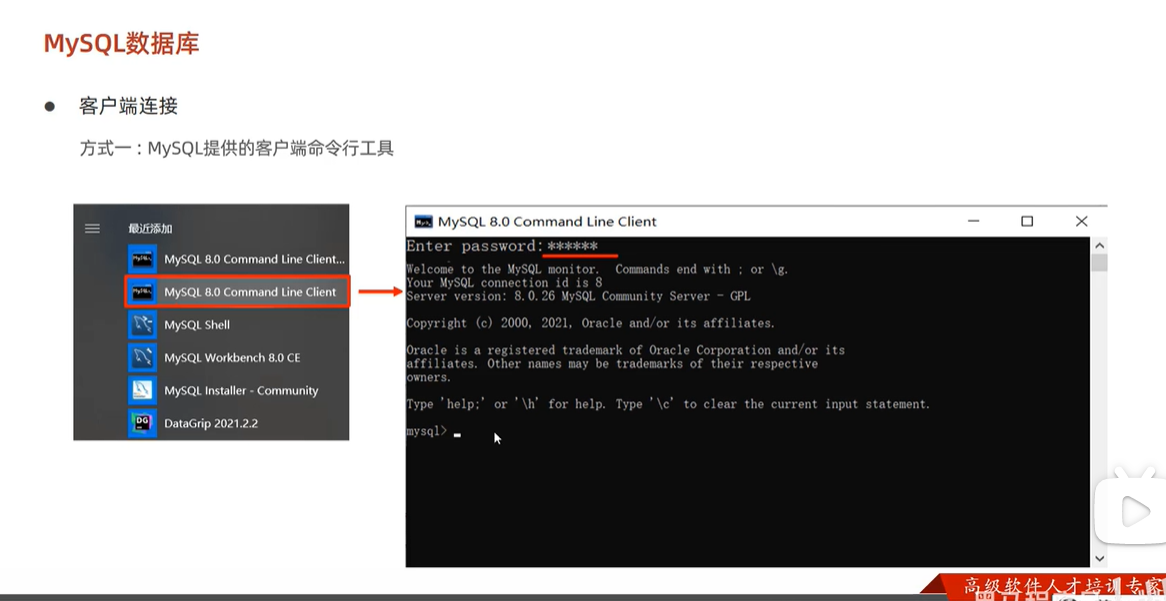 MySQL数据库
● 客户端连接
方式一：MySQL提供的客户端命令行工具
最近添加
MySQL 8.0 Command Line Client...
MySQL 8.0 Command Line Client
MySQL Shell
MySQL Workbench 8.0 CE
MySQL Installer - Community
DG
DataGrip 2021.2.2
MySQL 8.0 Command Line Client
Enter password: ******
Welcome to the MySQL monitor.  Commands end with ; or \g.
Your MySQL connection id is 8
Server version: 8.0.26 MySQL Community Server - GPL
Copyright (c) 2000, 2021, Oracle and/or its affiliates.
Oracle is a registered trademark of Oracle Corporation and/or its
affiliates. Other names may be trademarks of their respective
owners.
Type 'help;' or '\h' for help. Type '\c' to clear the current input statement.
mysql>
高级软件人才培训专家